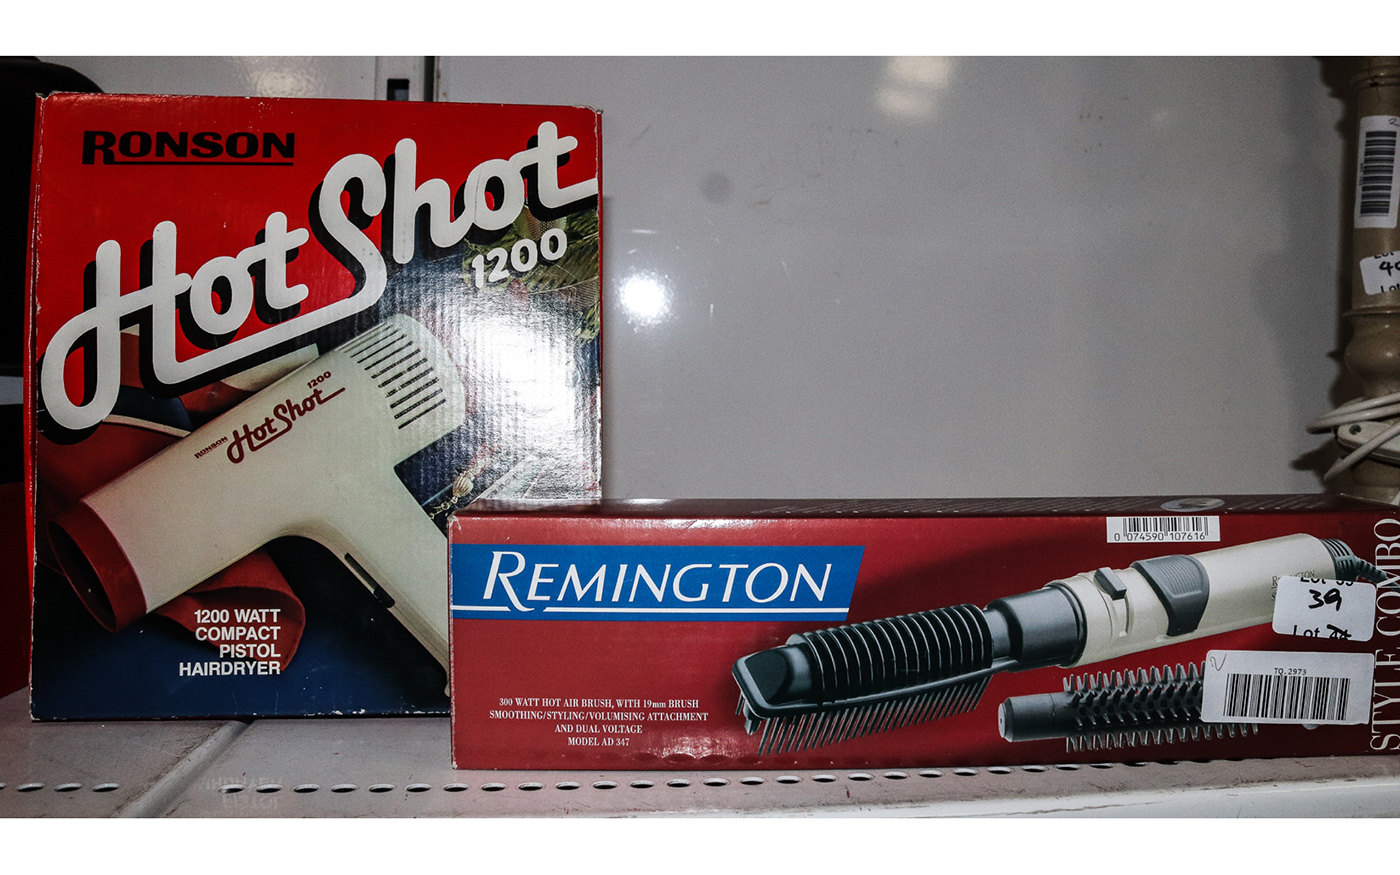 RONSON
Hot Shot
1200
1200
RONSON
Hot Shot
1200 WATT
COMPACT
PISTOL
HAIRDRYER
REMINGTON
300 WATT HOT AIR BRUSH, WITH 19mm BRUSH
SMOOTHING/STYLING/VOLUMISING ATTACHMENT
AND DUAL VOLTAGE
MODEL AD 347
0 074590 107616
39
Lot
TQ.2973
STYLE COMBO